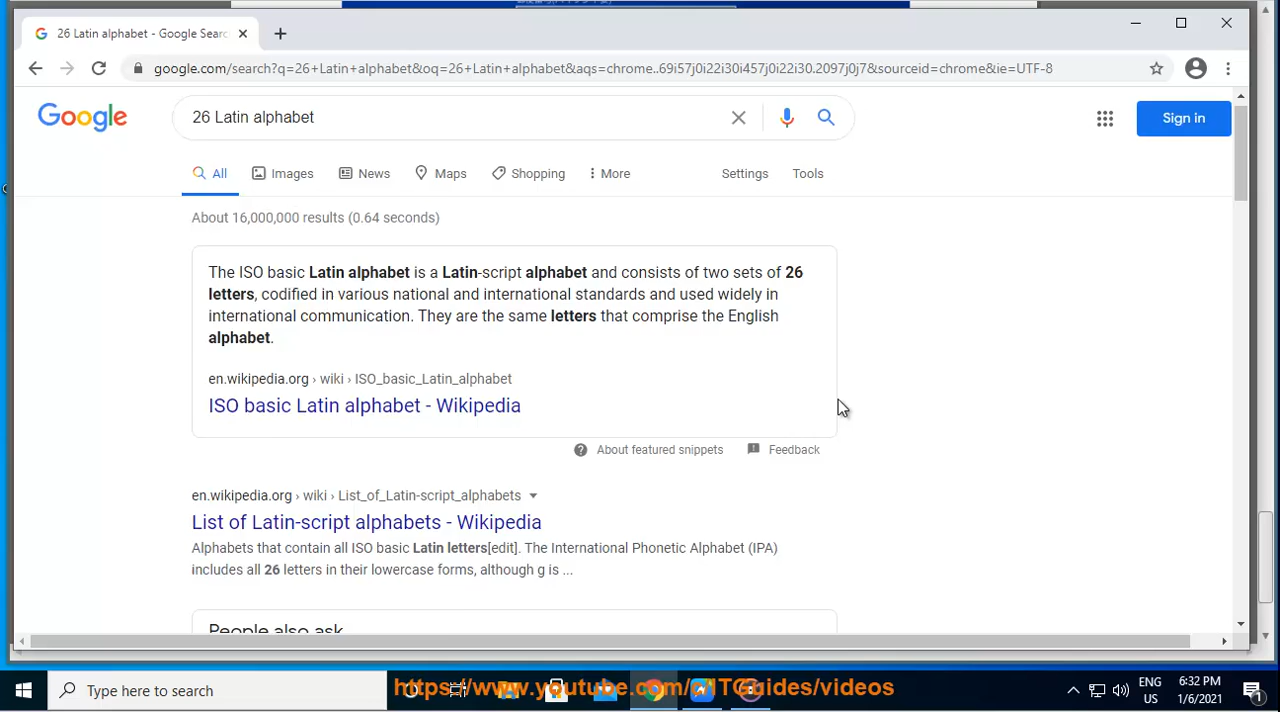 26 Latin alphabet - Google Searc
google.com/search?q=26+Latin+alphabet&oq=26+Latin+alphabet&aqs=chrome..69i57j0i22i30i457j0i22i30.2097j0j7&sourceid=chrome&ie=UTF-8
Google
26 Latin alphabet
Sign in
All Images News Maps Shopping More Settings Tools
About 16,000,000 results (0.64 seconds)
The ISO basic Latin alphabet is a Latin-script alphabet and consists of two sets of 26
letters, codified in various national and international standards and used widely in
international communication. They are the same letters that comprise the English
alphabet.
en.wikipedia.org › wiki › ISO_basic_Latin_alphabet
ISO basic Latin alphabet - Wikipedia
About featured snippets Feedback
en.wikipedia.org › wiki › List_of_Latin-script_alphabets
List of Latin-script alphabets - Wikipedia
Alphabets that contain all ISO basic Latin letters[edit]. The International Phonetic Alphabet (IPA)
includes all 26 letters in their lowercase forms, although g is ...
People also ask
Type here to search
https://www.youtube.com/c/ITGuides/videos
ENG
US
6:32 PM
1/6/2021
1